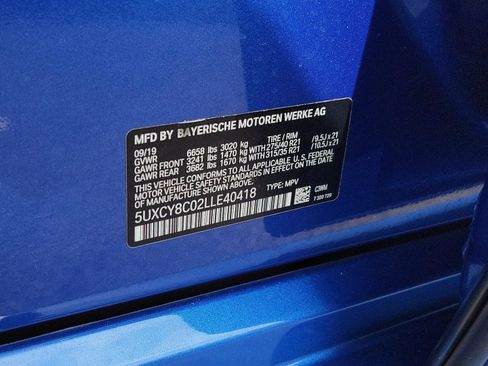 MFD BY BAYERISCHE MOTOREN WERKE AG
09/19 TIRE / RIM
GVWR 6658 lbs 3020 kg
GAWR FRONT 3241 lbs 1470 kg WITH 275/40 R21 / 9.5J x 21
GAWR REAR 3682 lbs 1670 kg WITH 315/35 R21 / 10.5J x 21
THIS VEHICLE CONFORMS TO ALL APPLICABLE U.S. FEDERAL
MOTOR VEHICLE SAFETY STANDARDS IN EFFECT
ON THE DATE OF MANUFACTURE SHOWN ABOVE.
5UXCY8C02LLE40418 TYPE: MPV
7 300 729